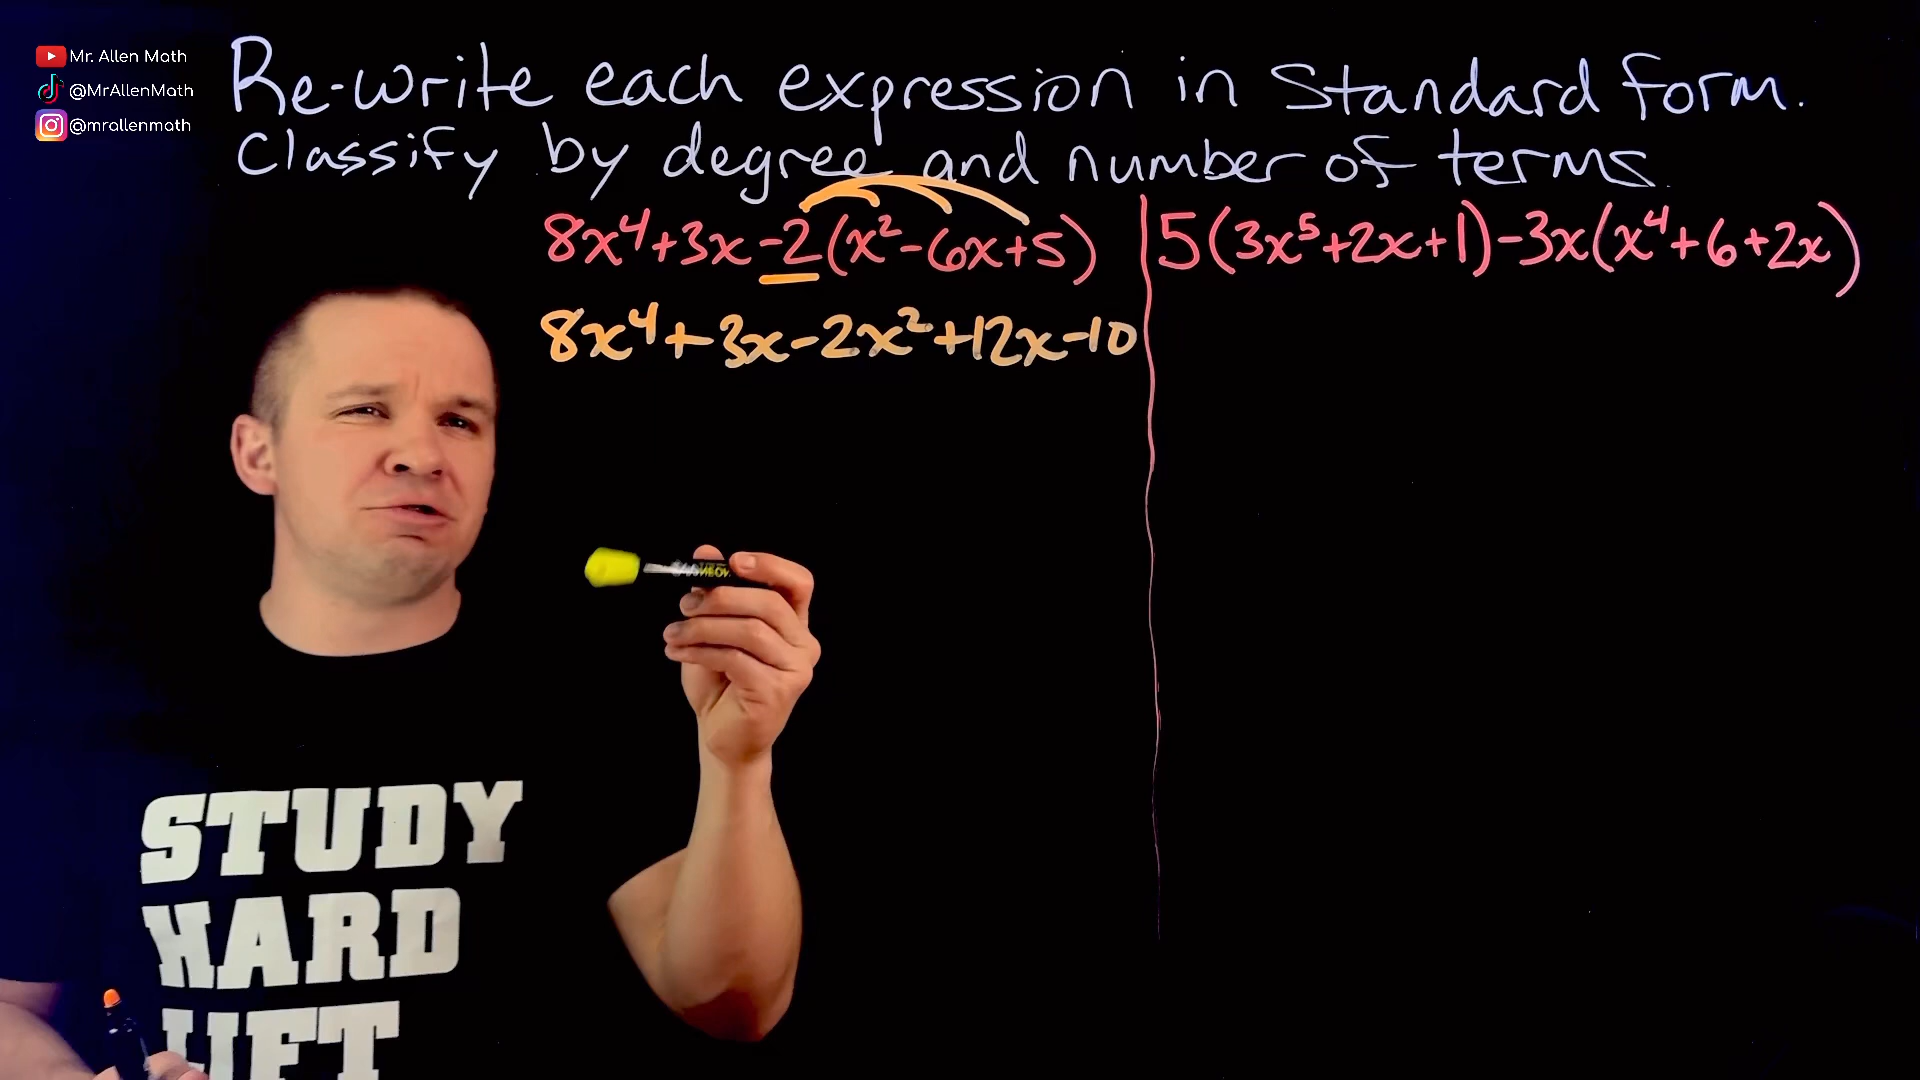 Mr. Allen Math
@MrAllenMath
@mrallenmath
Re-write each expression in Standard form.
Classify by degree and number of terms.
8x⁴+3x-2(x²-6x+5)
5(3x⁵+2x+1)-3x(x⁴+6+2x)
8x⁴+3x-2x²+12x-10
STUDY
HARD
LIFT